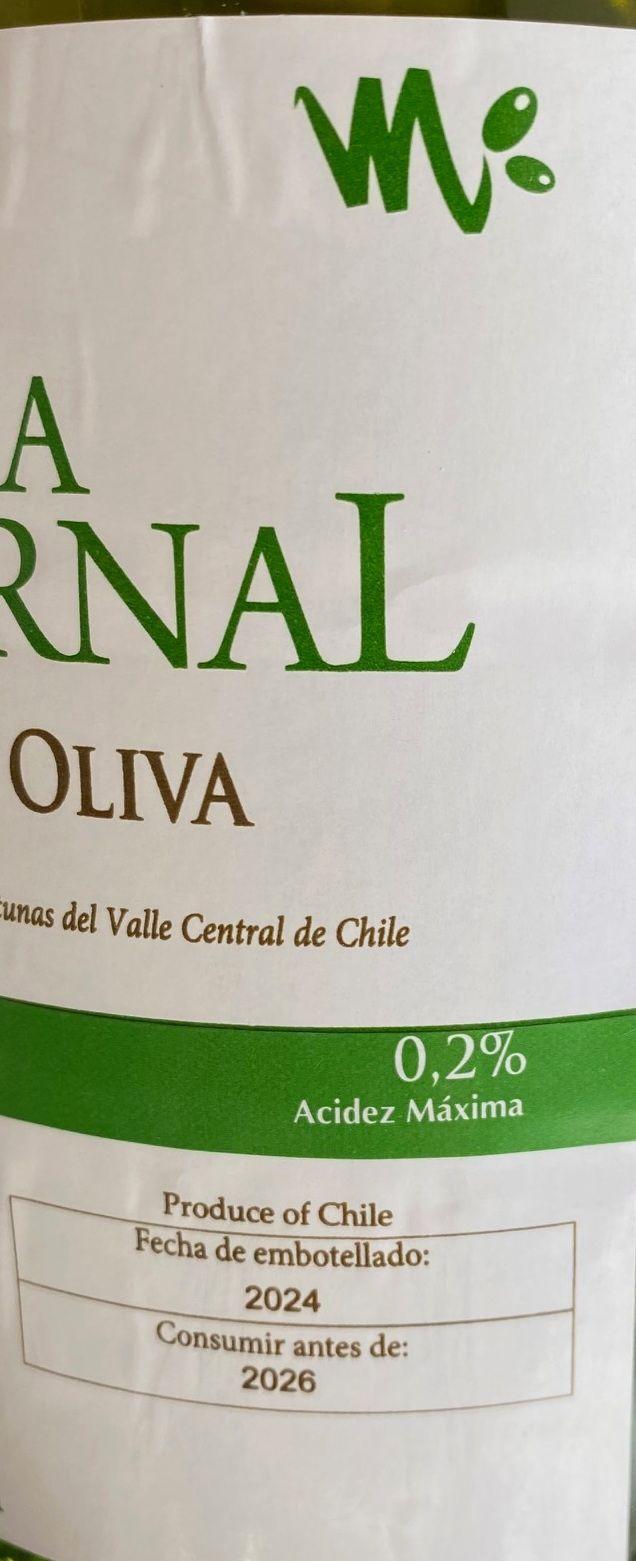 A
RNAL
OLIVA
tunas del Valle Central de Chile
0,2%
Acidez Máxima
Produce of Chile
Fecha de embotellado:
2024
Consumir antes de:
2026